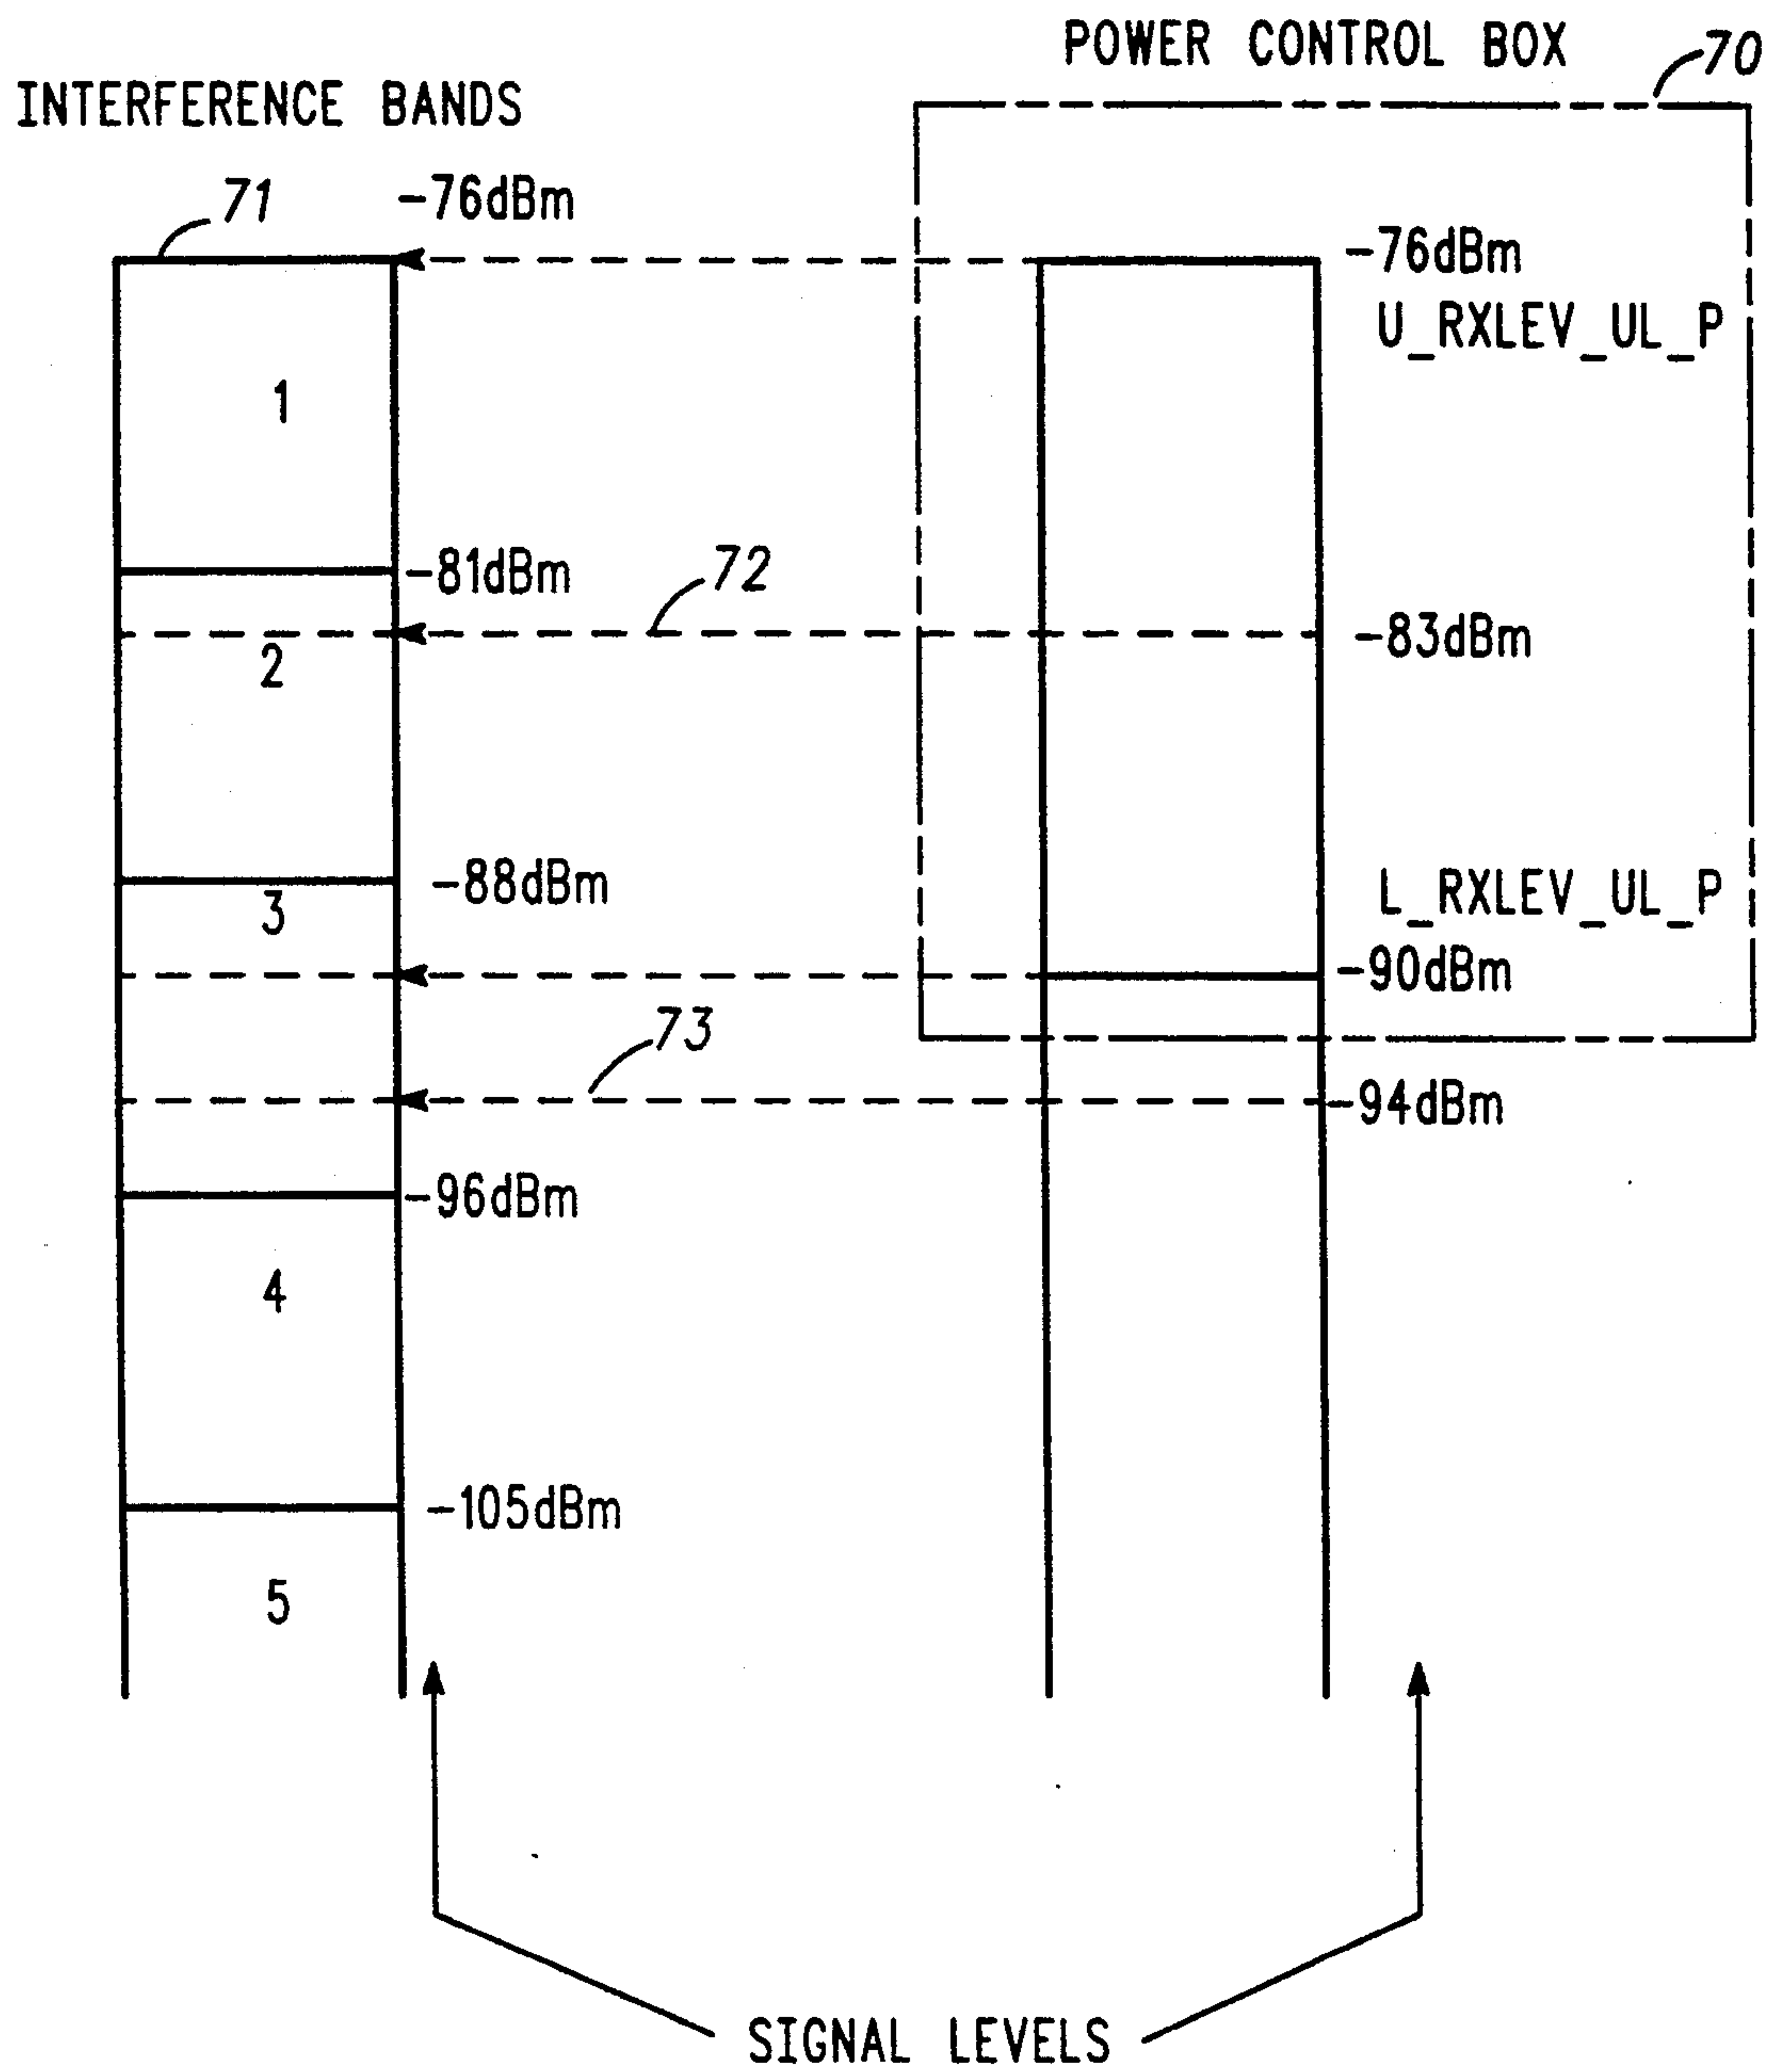 POWER CONTROL BOX
70
INTERFERENCE BANDS
71
-76dBm
-76dBm
U_RXLEV_UL_P
1
-81dBm
72
-83dBm
2
-88dBm
L_RXLEV_UL_P
3
-90dBm
73
-94dBm
-96dBm
4
-105dBm
5
SIGNAL LEVELS